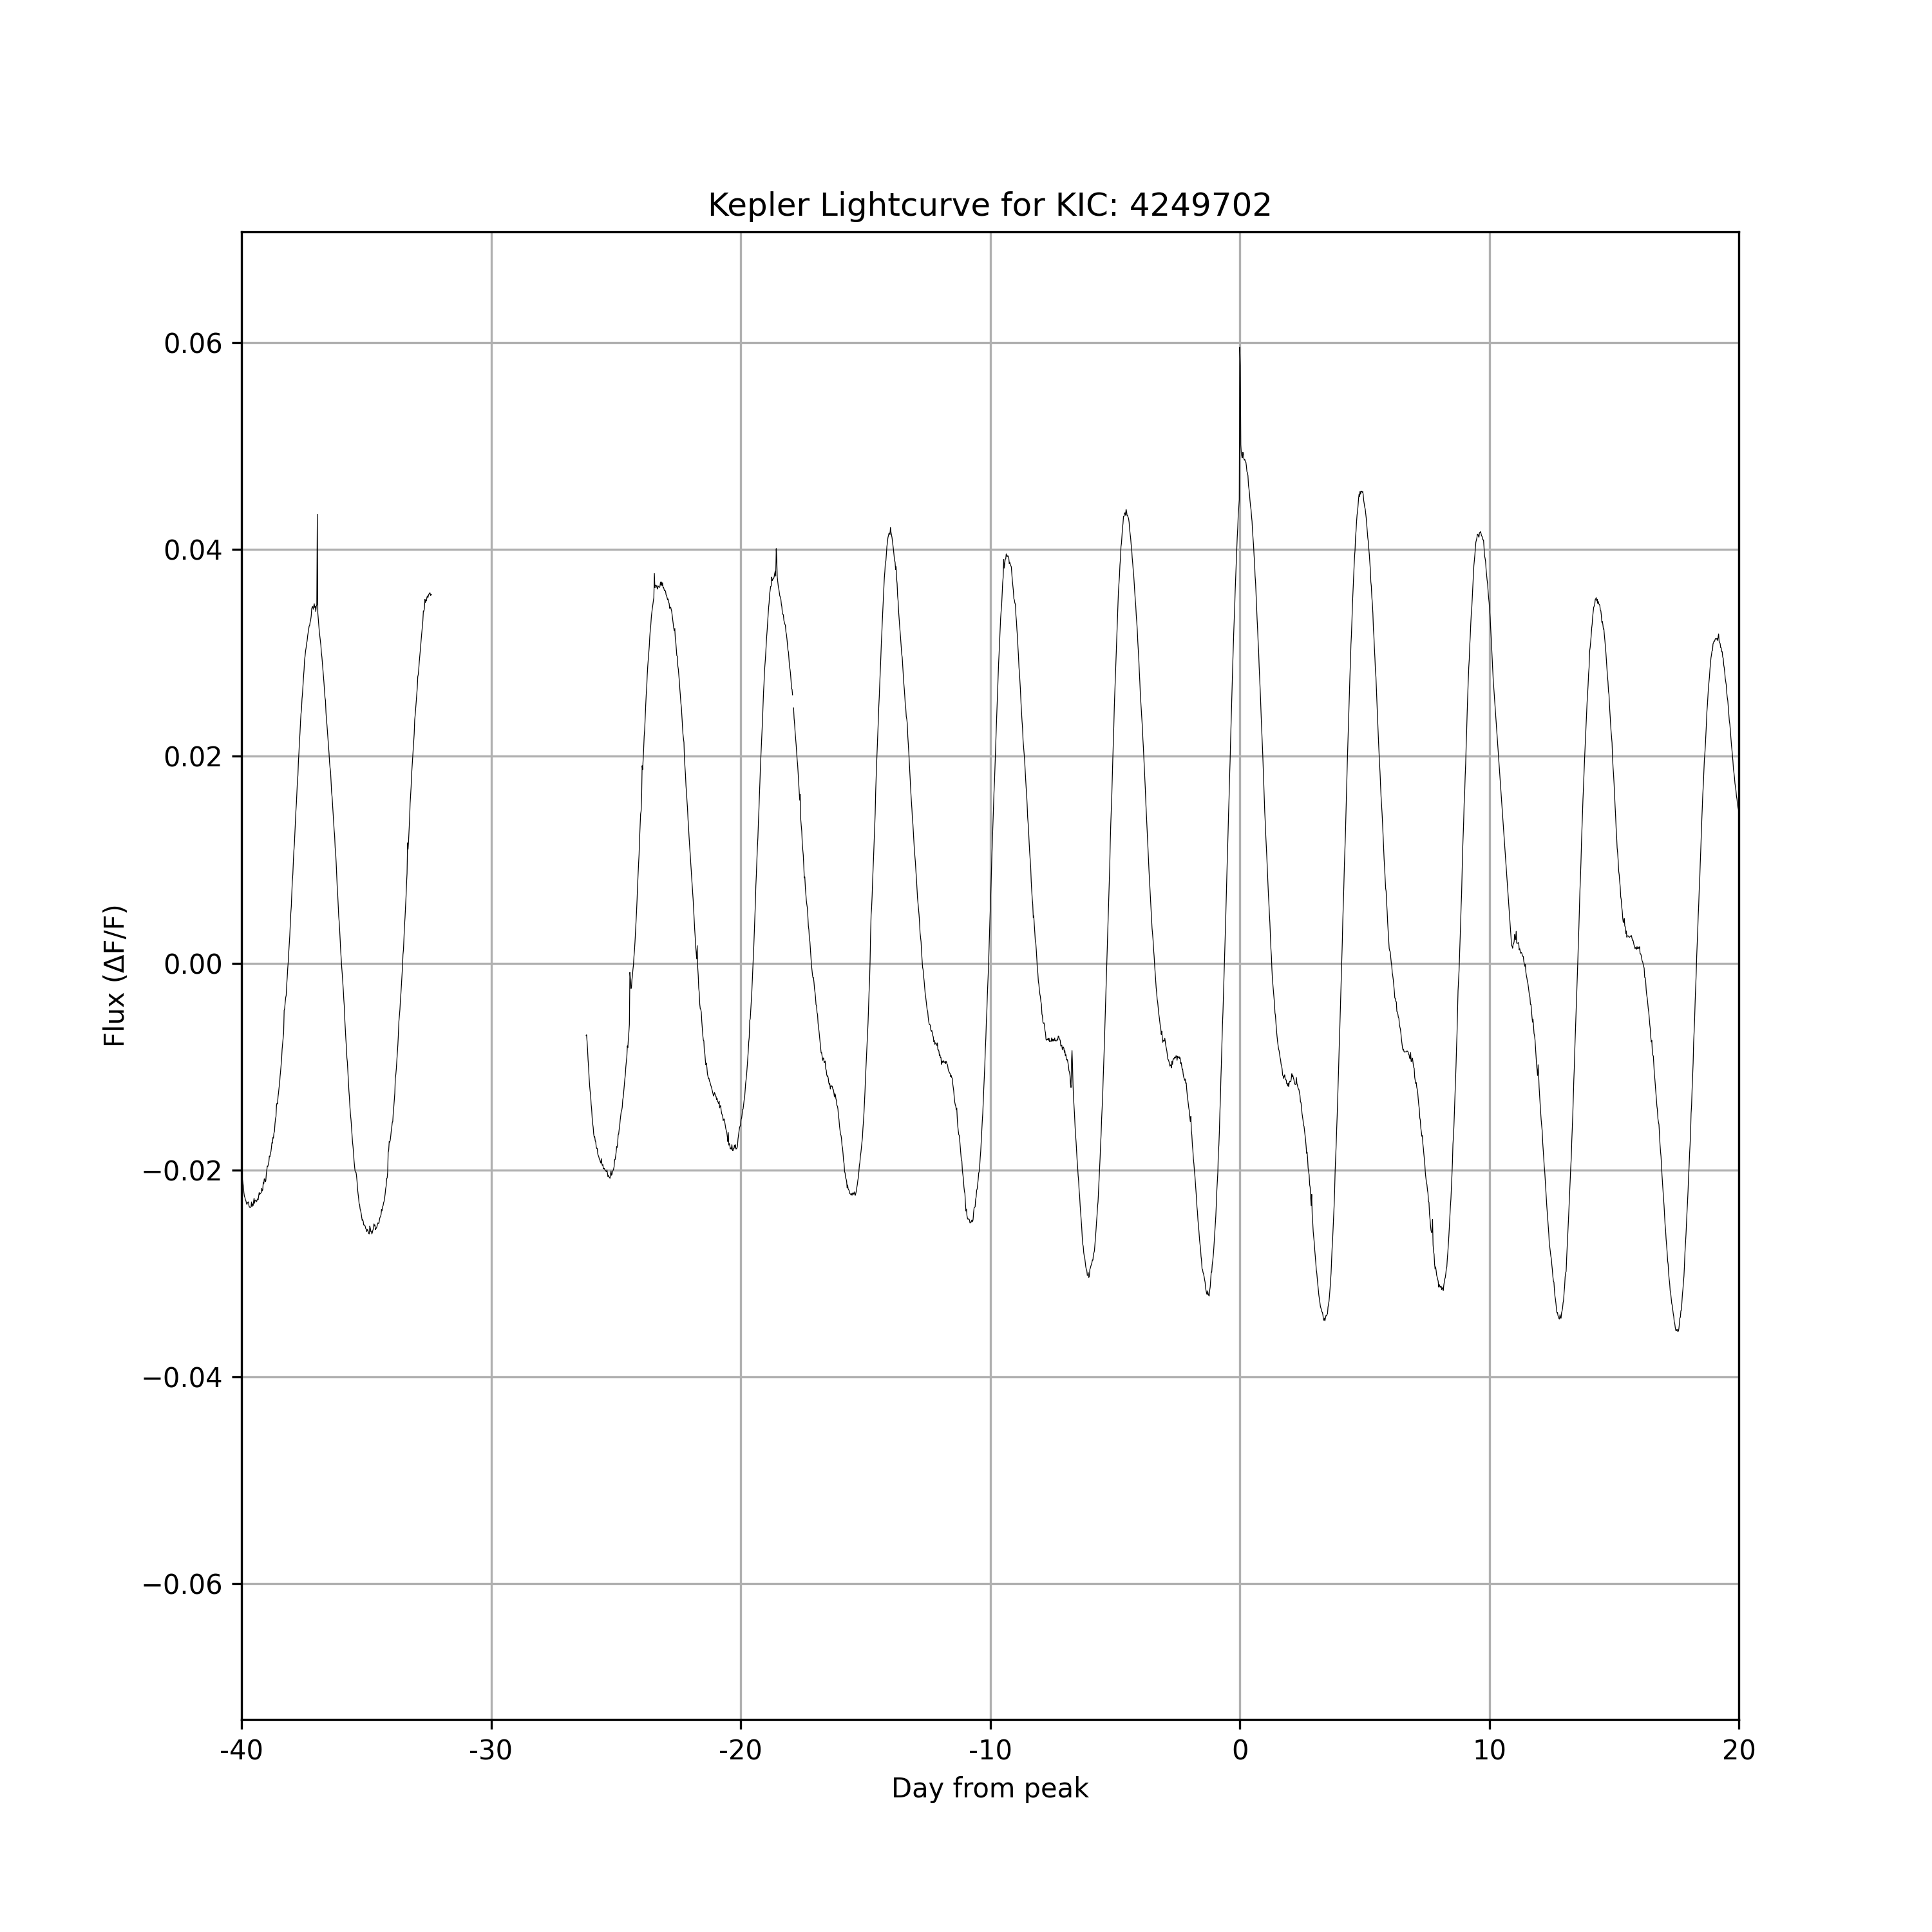 Kepler Lightcurve for KIC: 4249702
Flux (ΔF/F)
0.06
0.04
0.02
0.00
−0.02
−0.04
−0.06
-40 -30 -20 -10 0 10 20
Day from peak